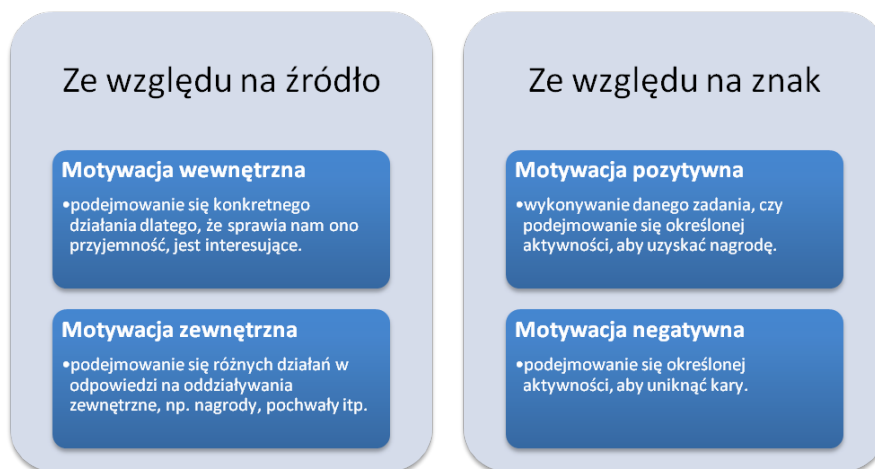 Ze względu na źródło
Motywacja wewnętrzna
•podejmowanie się konkretnego
działania dlatego, że sprawia nam ono
przyjemność, jest interesujące.
Motywacja zewnętrzna
•podejmowanie się różnych działań w
odpowiedzi na oddziaływania
zewnętrzne, np. nagrody, pochwały itp.
Ze względu na znak
Motywacja pozytywna
•wykonywanie danego zadania, czy
podejmowanie się określonej
aktywności, aby uzyskać nagrodę.
Motywacja negatywna
•podejmowanie się określonej
aktywności, aby uniknąć kary.